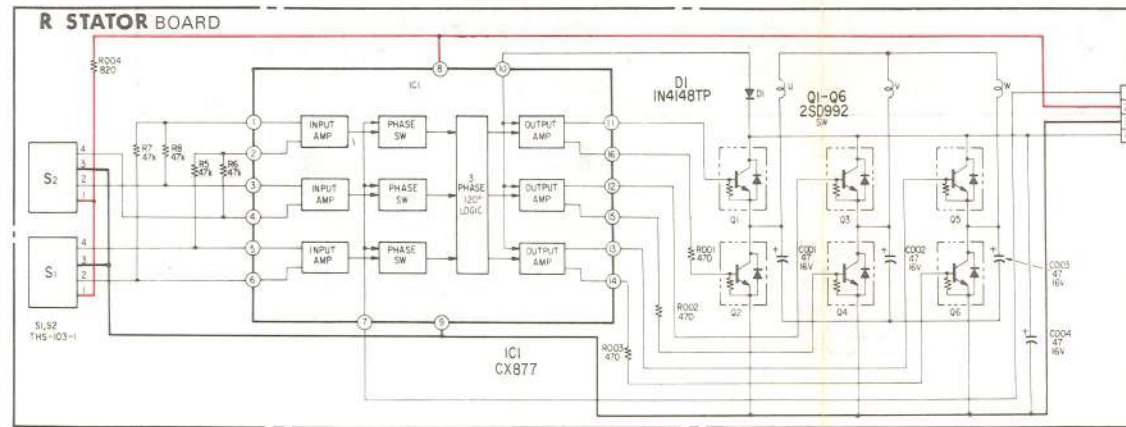 R STATOR BOARD
R004
820
8
10
IC1
D1
1N4148TP
D1
U
Q1-Q6
2SD992
SW
V
W
1
2
3
4
5
6
INPUT
AMP
INPUT
AMP
INPUT
AMP
PHASE
SW
PHASE
SW
PHASE
SW
3
PHASE
120°
LOGIC
OUTPUT
AMP
OUTPUT
AMP
OUTPUT
AMP
11
16
12
15
13
14
R7
47k
R8
47k
R5
47k
R6
47k
S2
4
3
2
1
S1
4
3
2
1
S1,S2
THS-103-1
7
9
IC1
CX877
R001
470
R002
470
R003
470
Q1
Q3
Q5
Q2
Q4
Q6
C001
47
16V
C002
47
16V
C003
47
16V
C004
47
16V